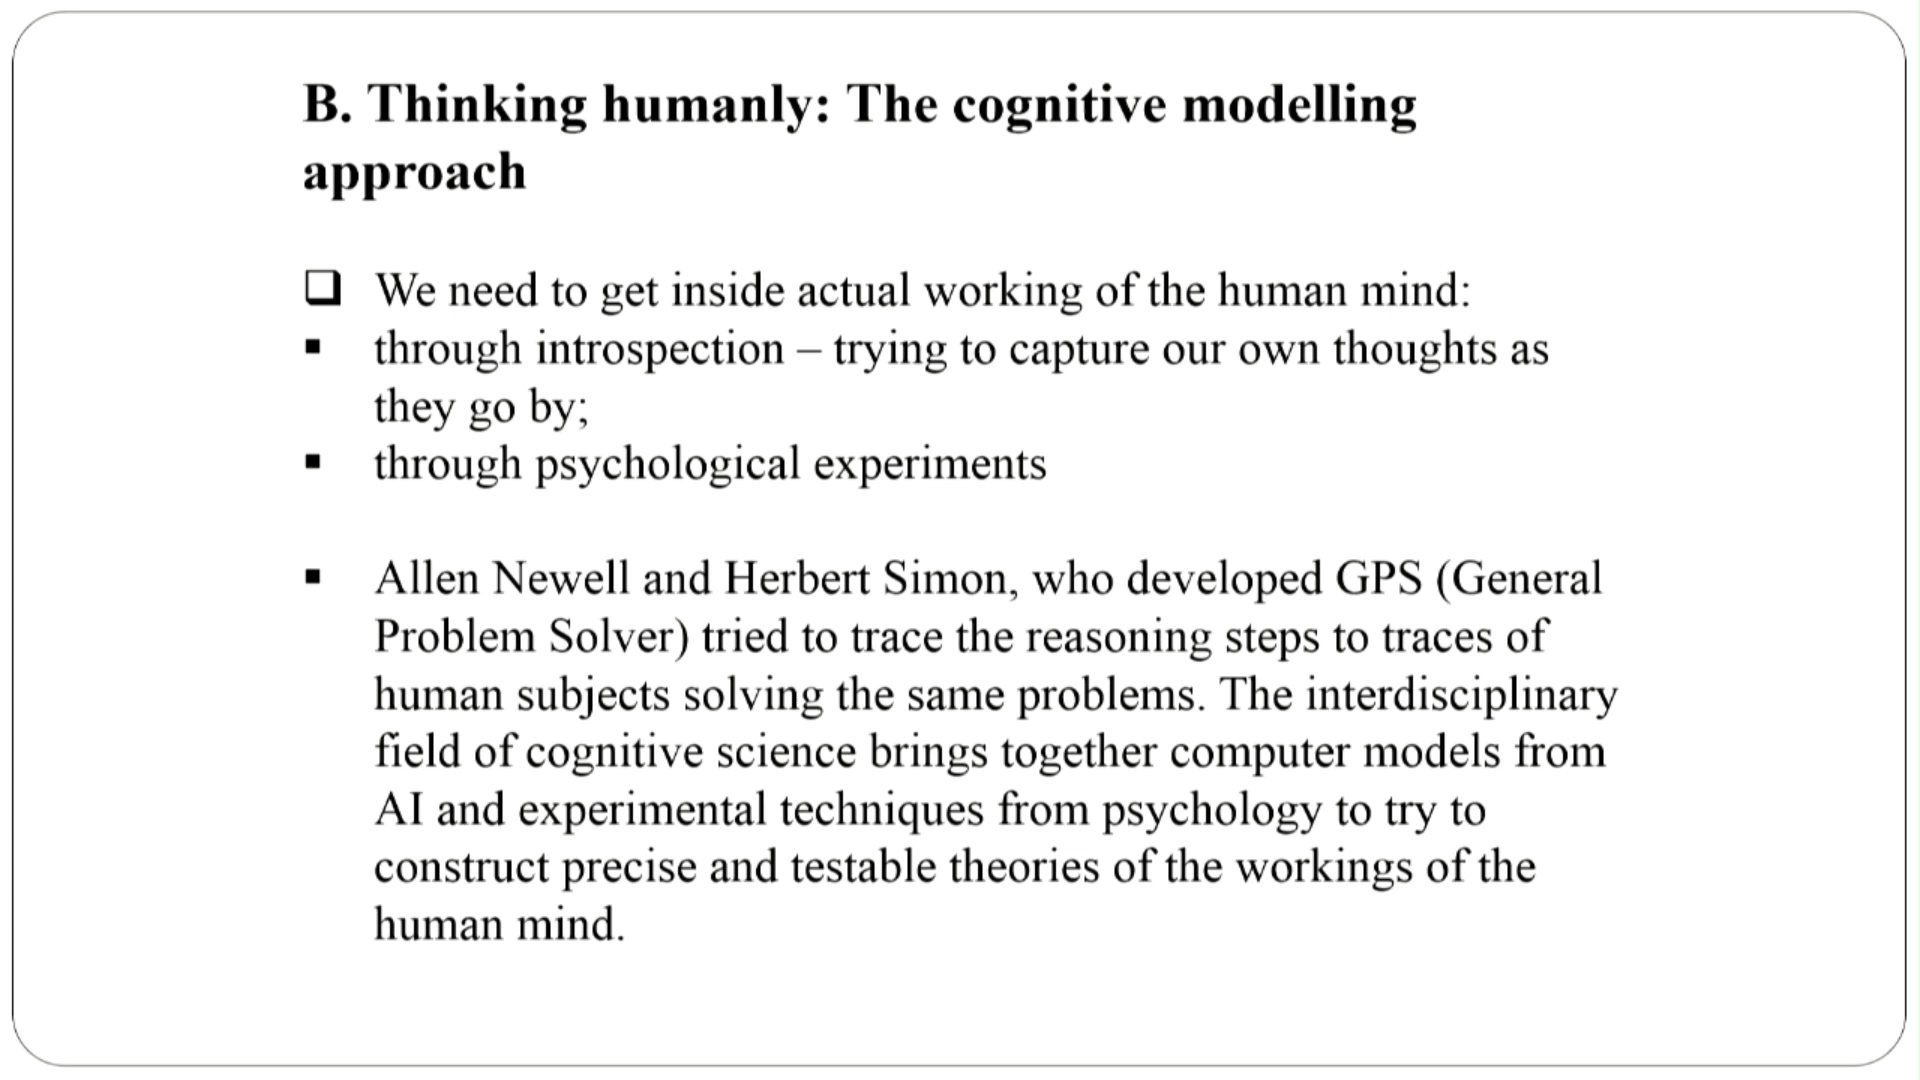 B. Thinking humanly: The cognitive modelling
approach
❑ We need to get inside actual working of the human mind:
▪ through introspection – trying to capture our own thoughts as
they go by;
▪ through psychological experiments
▪ Allen Newell and Herbert Simon, who developed GPS (General
Problem Solver) tried to trace the reasoning steps to traces of
human subjects solving the same problems. The interdisciplinary
field of cognitive science brings together computer models from
AI and experimental techniques from psychology to try to
construct precise and testable theories of the workings of the
human mind.